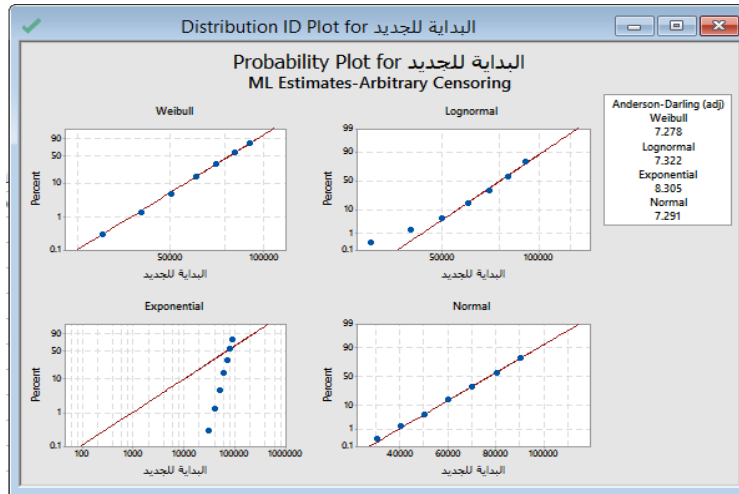 Distribution ID Plot for البداية للجديد
Probability Plot for البداية للجديد
ML Estimates-Arbitrary Censoring
Weibull
90
50
10
1
0.1
Percent
50000 100000
البداية للجديد
Lognormal
99
90
50
10
1
0.1
Percent
50000 100000
البداية للجديد
Anderson-Darling (adj)
Weibull
7.278
Lognormal
7.322
Exponential
8.305
Normal
7.291
Exponential
90
50
10
1
0.1
Percent
100 1000 10000 100000 1000000
البداية للجديد
Normal
99
90
50
10
1
0.1
Percent
40000 60000 80000 100000
البداية للجديد